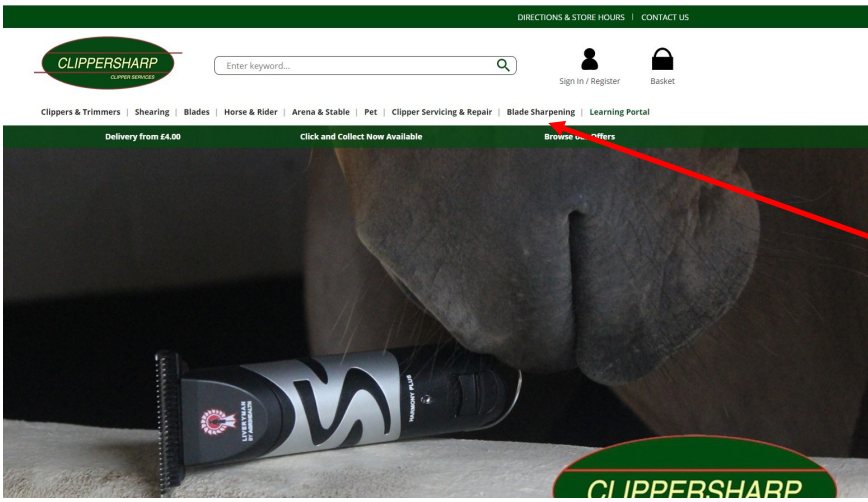 DIRECTIONS & STORE HOURS | CONTACT US
CLIPPERSHARP
CLIPPER SERVICES
Enter keyword...
Sign In / Register
Basket
Clippers & Trimmers | Shearing | Blades | Horse & Rider | Arena & Stable | Pet | Clipper Servicing & Repair | Blade Sharpening | Learning Portal
Delivery from £4.00
Click and Collect Now Available
Browse our Offers
LIVERYMAN
BY AGRIHEALTH
HARMONY PLUS
CLIPPERSHARP